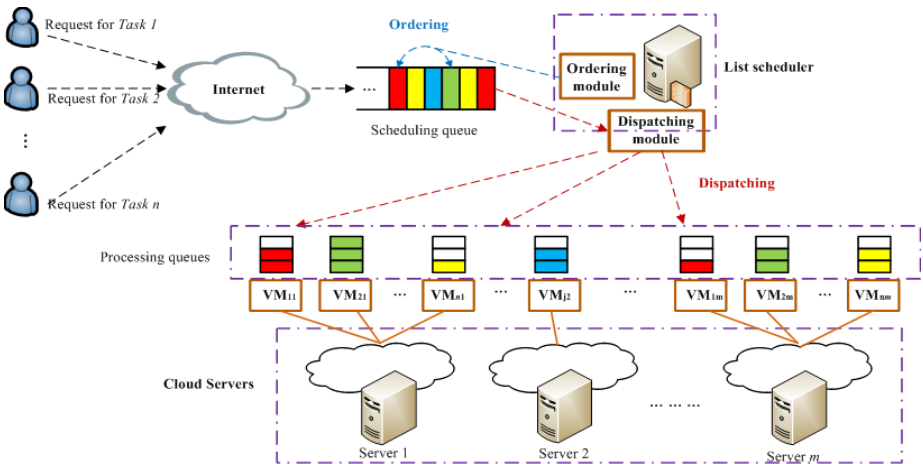 Request for Task 1
Ordering
Ordering
module
List scheduler
Request for Task 2
Internet
...
Scheduling queue
Dispatching
module
...
Request for Task n
Dispatching
Processing queues
VM11
VM21
...
VMn1
...
VMj2
...
VM1m
VM2m
...
VMnm
Cloud Servers
... ... ...
Server 1
Server 2
Server m